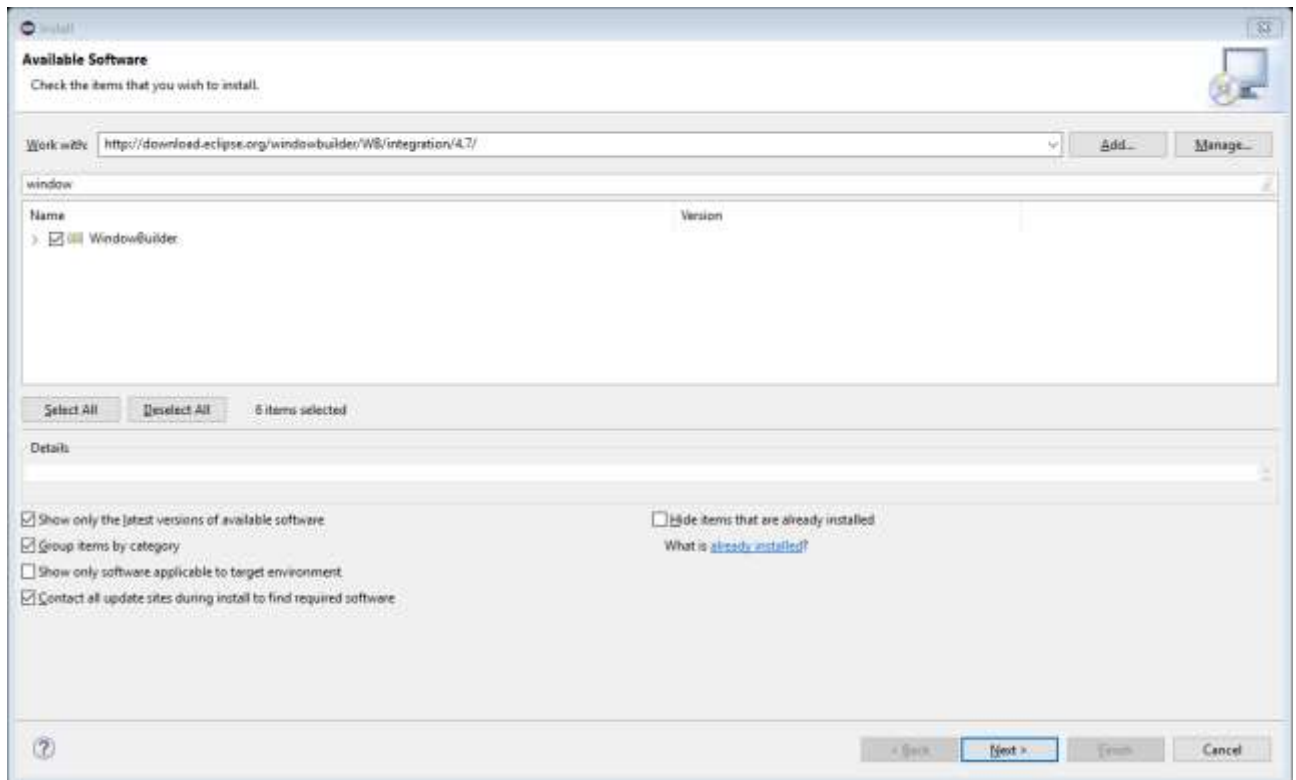 Install
Available Software
Check the items that you wish to install.
Work with: http://download.eclipse.org/windowbuilder/WB/integration/4.7/ Add... Manage...
window
Name Version
WindowBuilder
Select All Deselect All 6 items selected
Details
Show only the latest versions of available software Hide items that are already installed
Group items by category What is already installed?
Show only software applicable to target environment
Contact all update sites during install to find required software
? < Back Next > Finish Cancel